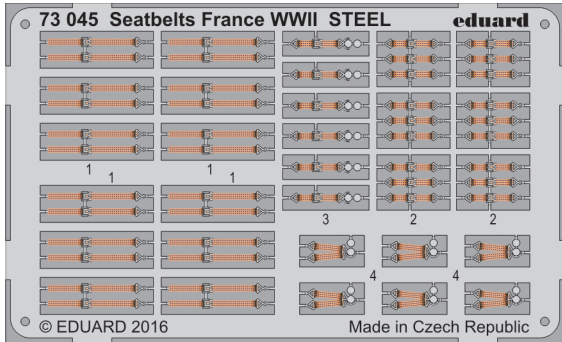 73 045 Seatbelts France WWII STEEL eduard
1 1 1 1
3 2 2
4 4
© EDUARD 2016 Made in Czech Republic